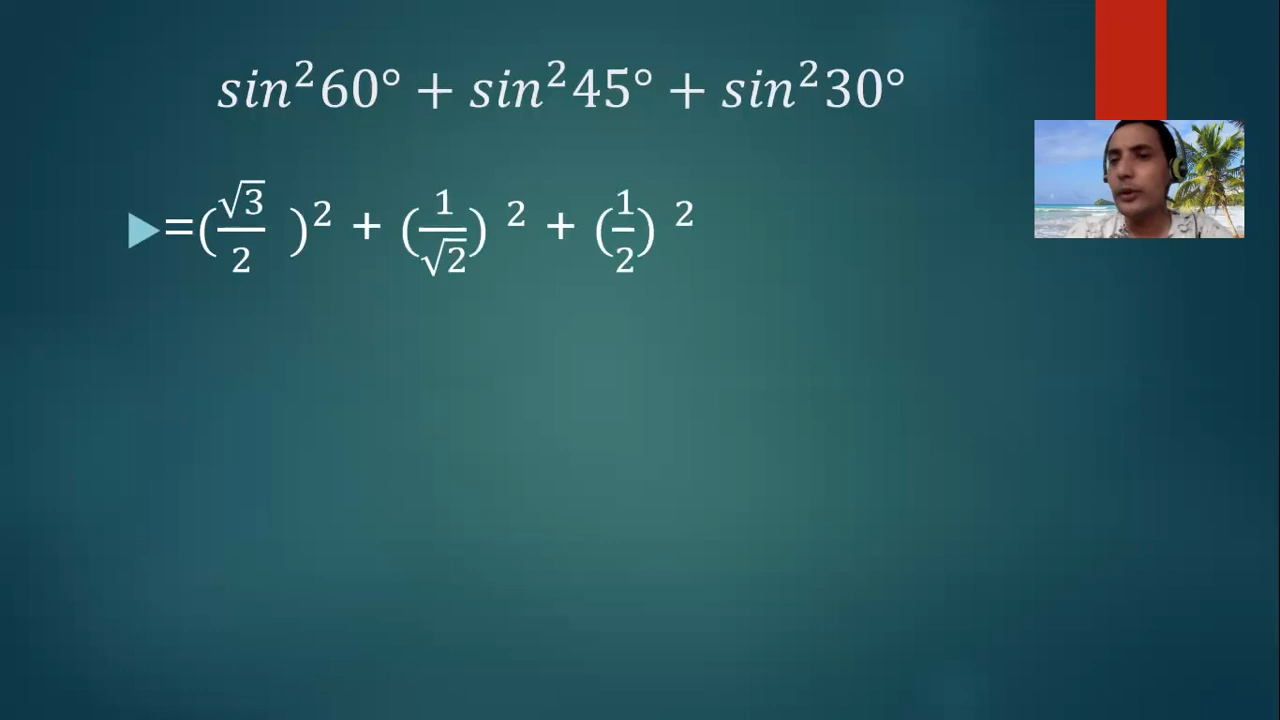 sin²60° + sin²45° + sin²30°
=(√3/2 )² + (1/√2) ² + (1/2) ²